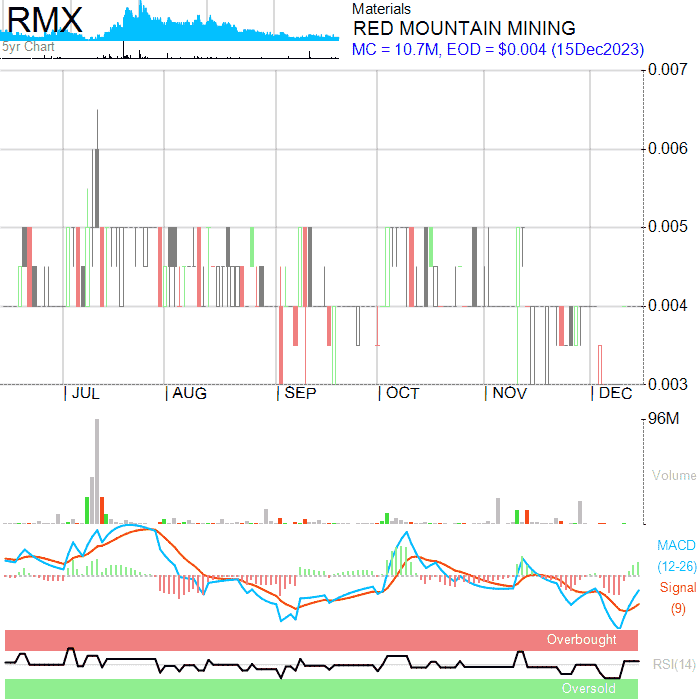 RMX
5yr Chart
Materials
RED MOUNTAIN MINING
MC = 10.7M, EOD = $0.004 (15Dec2023)
0.007
0.006
0.005
0.004
0.003
JUL
AUG
SEP
OCT
NOV
DEC
96M
Volume
MACD
(12-26)
Signal
(9)
Overbought
RSI(14)
Oversold